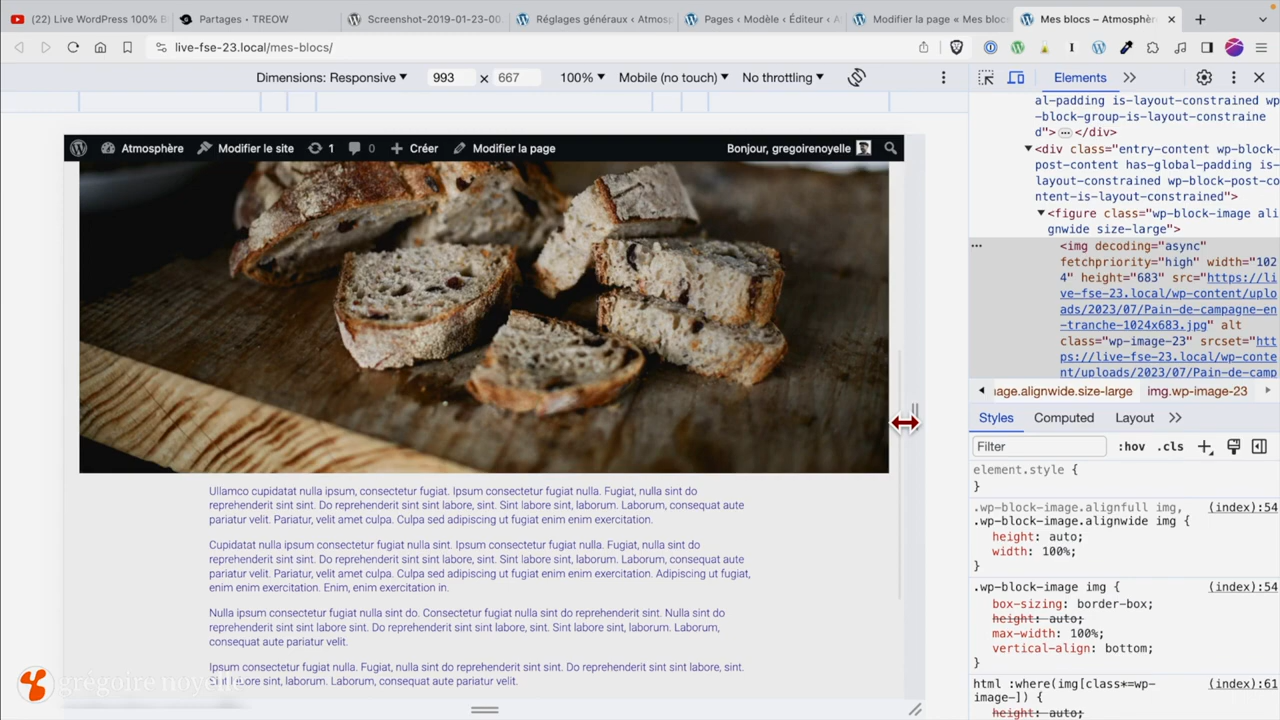 (22) Live WordPress 100% B
Partages · TREOW
Screenshot-2019-01-23-00.
Réglages généraux ‹ Atmosp
Pages ‹ Modèle ‹ Éditeur ‹ A
Modifier la page « Mes blocs
Mes blocs – Atmosphèr
live-fse-23.local/mes-blocs/
Dimensions: Responsive
993 × 667
100%
Mobile (no touch)
No throttling
Elements
Atmosphère
Modifier le site
1
0
Créer
Modifier la page
Bonjour, gregoirenoyelle
Ullamco cupidatat nulla ipsum, consectetur fugiat. Ipsum consectetur fugiat nulla. Fugiat, nulla sint do
reprehenderit sint sint. Do reprehenderit sint sint labore, sint. Sint labore sint, laborum. Laborum, consequat aute
pariatur velit. Pariatur, velit amet culpa. Culpa sed adipiscing ut fugiat enim enim exercitation.
Cupidatat nulla ipsum consectetur fugiat nulla sint. Ipsum consectetur fugiat nulla. Fugiat, nulla sint do
reprehenderit sint sint. Do reprehenderit sint sint labore, sint. Sint labore sint, laborum. Laborum, consequat aute
pariatur velit. Pariatur, velit amet culpa. Culpa sed adipiscing ut fugiat enim enim exercitation. Adipiscing ut fugiat,
enim enim exercitation. Enim, enim exercitation in.
Nulla ipsum consectetur fugiat nulla sint do. Consectetur fugiat nulla sint do reprehenderit sint. Nulla sint do
reprehenderit sint sint labore sint. Do reprehenderit sint sint labore, sint. Sint labore sint, laborum. Laborum,
consequat aute pariatur velit.
Ipsum consectetur fugiat nulla. Fugiat, nulla sint do reprehenderit sint sint. Do reprehenderit sint sint labore, sint.
Sint labore sint, laborum. Laborum, consequat aute pariatur velit.
grégoire noyelle
al-padding is-layout-constrained wp
-block-group-is-layout-constraine
d">…</div>
<div class="entry-content wp-block-
post-content has-global-padding is-
layout-constrained wp-block-post-co
ntent-is-layout-constrained">
<figure class="wp-block-image ali
gnwide size-large">
<img decoding="async"
fetchpriority="high" width="102
4" height="683" src="https://li
ve-fse-23.local/wp-content/uplo
ads/2023/07/Pain-de-campagne-en
-tranche-1024x683.jpg" alt
class="wp-image-23" srcset="htt
ps://live-fse-23.local/wp-conte
nt/uploads/2023/07/Pain-de-camp
age.alignwide.size-large
img.wp-image-23
Styles
Computed
Layout
Filter
:hov
.cls
element.style {
}
.wp-block-image.alignfull img,
(index):54
.wp-block-image.alignwide img {
height: auto;
width: 100%;
}
.wp-block-image img {
(index):54
box-sizing: border-box;
height: auto;
max-width: 100%;
vertical-align: bottom;
}
html :where(img[class*=wp-
(index):61
image-]) {
height: auto;